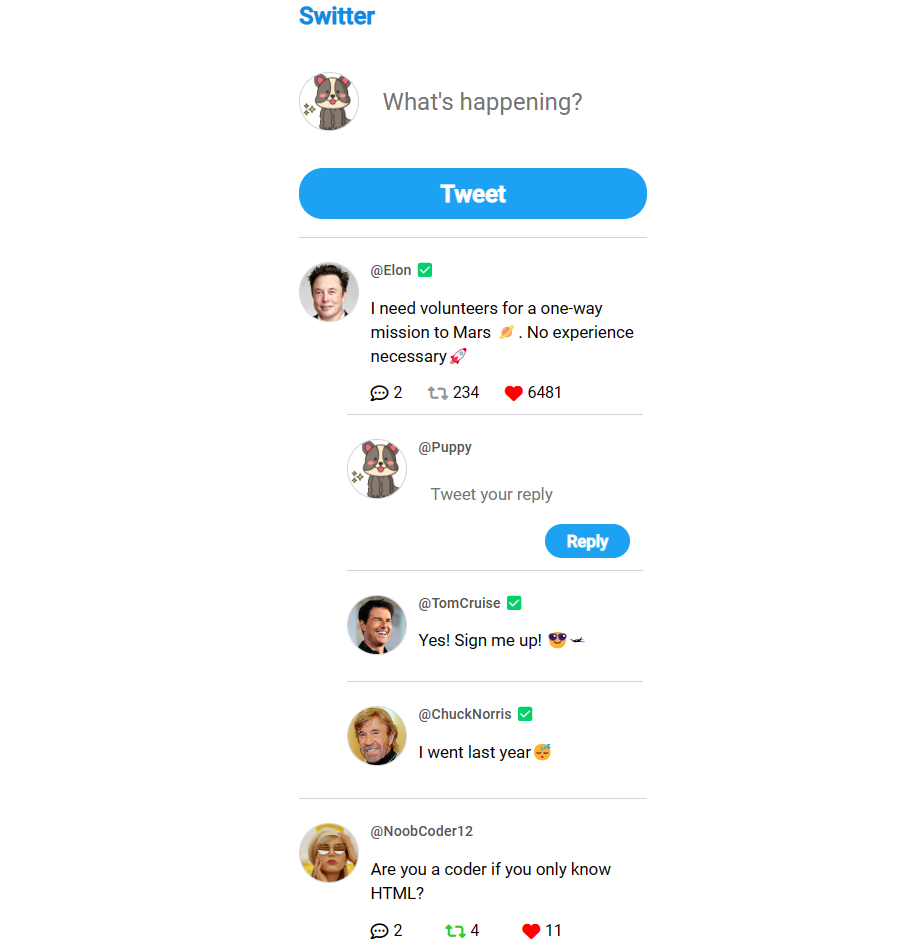 Switter
What's happening?
Tweet
@Elon ✅
I need volunteers for a one-way
mission to Mars 🪐 . No experience
necessary🚀
2 234 6481
@Puppy
Tweet your reply
Reply
@TomCruise ✅
Yes! Sign me up! 😎🛩
@ChuckNorris ✅
I went last year😴
@NoobCoder12
Are you a coder if you only know
HTML?
2 4 11